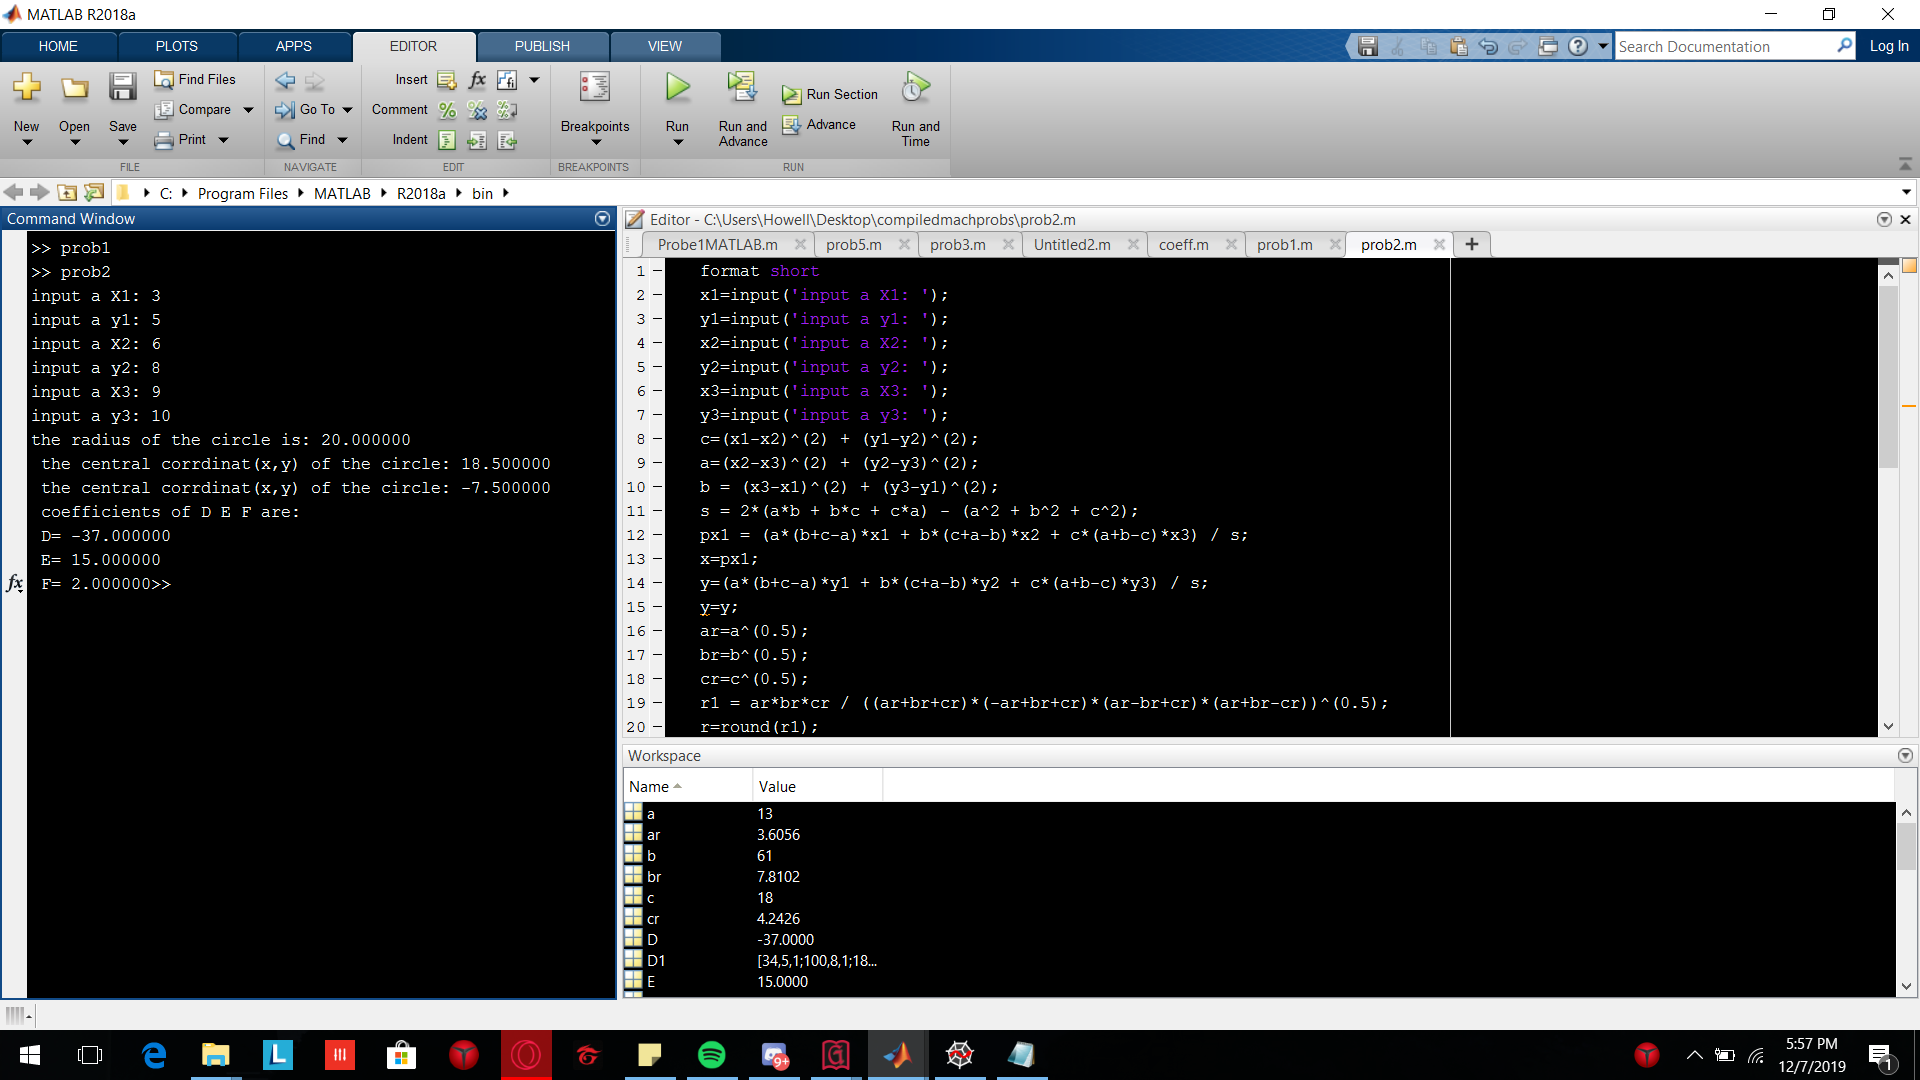 MATLAB R2018a
HOME PLOTS APPS EDITOR PUBLISH VIEW
Search Documentation
Log In
New Open Save
Find Files
Compare
Print
FILE
Go To
Find
NAVIGATE
Insert
Comment
Indent
EDIT
Breakpoints
BREAKPOINTS
Run
Run and Advance
Run Section
Advance
Run and Time
RUN
C: Program Files MATLAB R2018a bin
Command Window
>> prob1
>> prob2
input a X1: 3
input a y1: 5
input a X2: 6
input a y2: 8
input a X3: 9
input a y3: 10
the radius of the circle is: 20.000000
the central corrdinat(x,y) of the circle: 18.500000
the central corrdinat(x,y) of the circle: -7.500000
coefficients of D E F are:
D= -37.000000
E= 15.000000
fx F= 2.000000>>
Editor - C:\Users\Howell\Desktop\compiledmachprobs\prob2.m
Probe1MATLAB.m prob5.m prob3.m Untitled2.m coeff.m prob1.m prob2.m
1 format short
2 x1=input('input a X1: ');
3 y1=input('input a y1: ');
4 x2=input('input a X2: ');
5 y2=input('input a y2: ');
6 x3=input('input a X3: ');
7 y3=input('input a y3: ');
8 c=(x1-x2)^(2) + (y1-y2)^(2);
9 a=(x2-x3)^(2) + (y2-y3)^(2);
10 b = (x3-x1)^(2) + (y3-y1)^(2);
11 s = 2*(a*b + b*c + c*a) - (a^2 + b^2 + c^2);
12 px1 = (a*(b+c-a)*x1 + b*(c+a-b)*x2 + c*(a+b-c)*x3) / s;
13 x=px1;
14 y=(a*(b+c-a)*y1 + b*(c+a-b)*y2 + c*(a+b-c)*y3) / s;
15 y=y;
16 ar=a^(0.5);
17 br=b^(0.5);
18 cr=c^(0.5);
19 r1 = ar*br*cr / ((ar+br+cr)*(-ar+br+cr)*(ar-br+cr)*(ar+br-cr))^(0.5);
20 r=round(r1);
Workspace
Name Value
a 13
ar 3.6056
b 61
br 7.8102
c 18
cr 4.2426
D -37.0000
D1 [34,5,1;100,8,1;18...
E 15.0000
9+
5:57 PM
12/7/2019
1